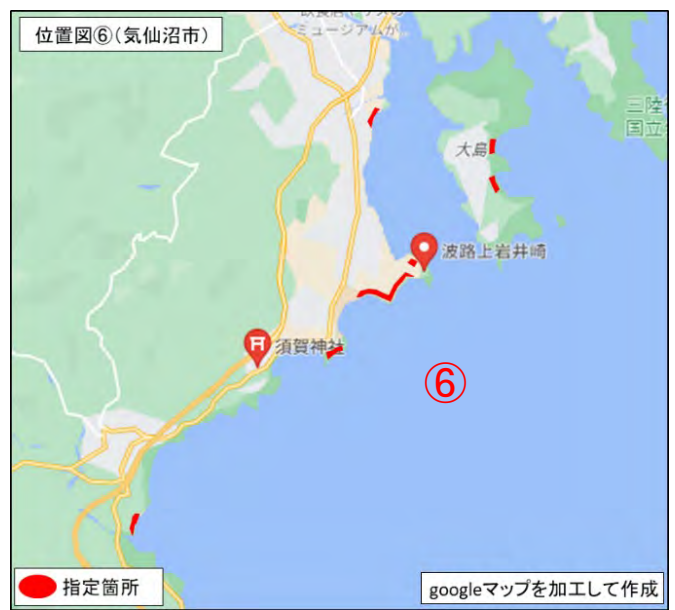 位置図⑥(気仙沼市)
ミュージアムが...
三陸
国立
大島
波路上岩井崎
須賀神社
⑥
指定箇所
googleマップを加工して作成